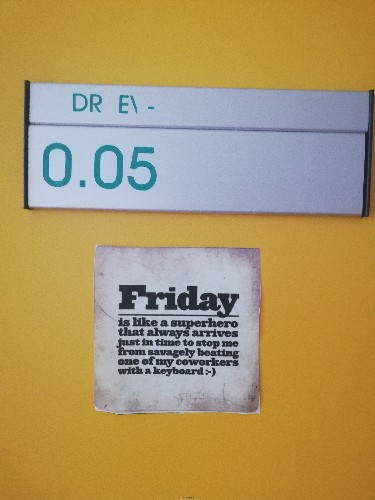 DR E\ -
0.05
Friday
is like a superhero
that always arrives
just in time to stop me
from savagely beating
one of my coworkers
with a keyboard :-)